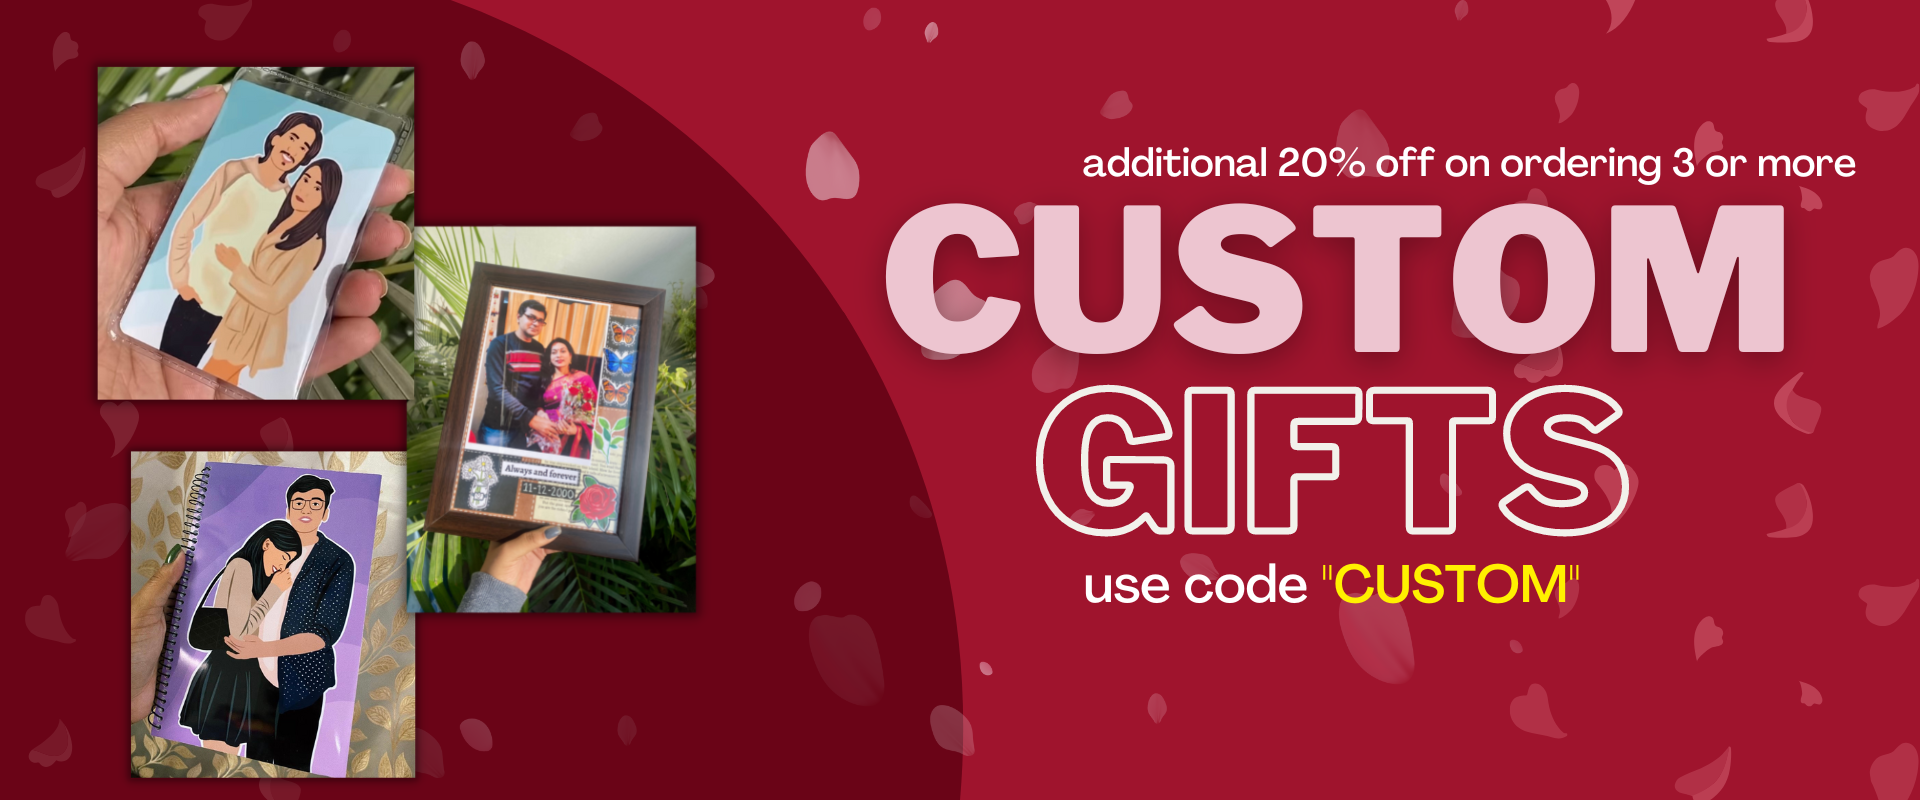 additional 20% off on ordering 3 or more
CUSTOM
GIFTS
use code "CUSTOM"
Always and forever
11-12-2000